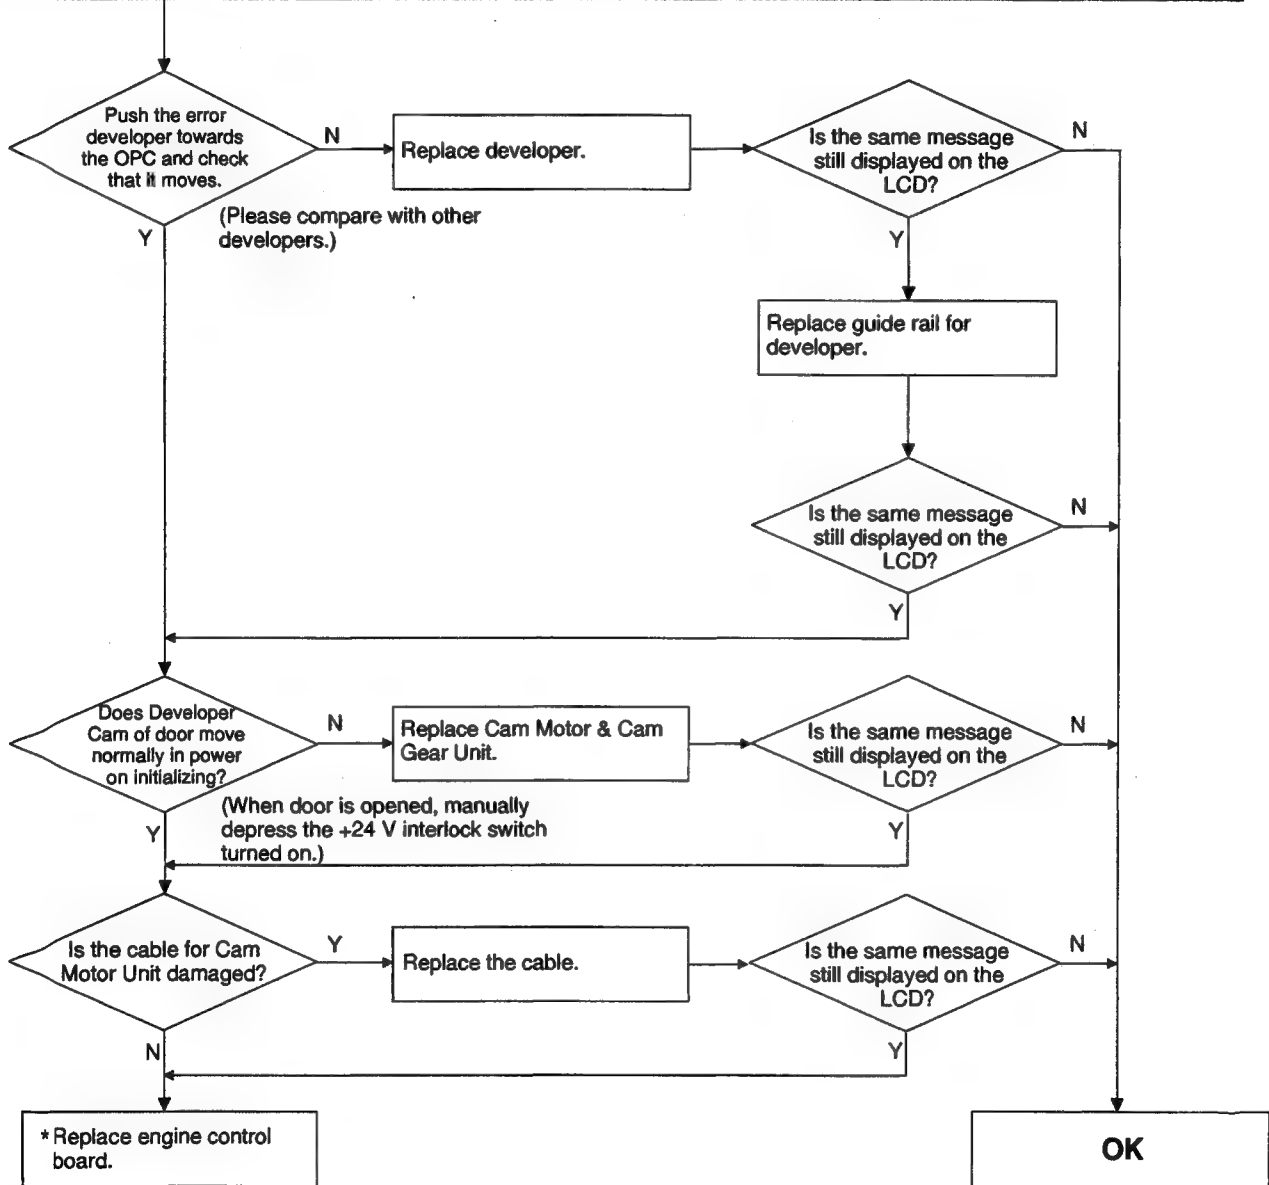 Push the error
developer towards
the OPC and check
that it moves.
N
Replace developer.
Is the same message
still displayed on the
LCD?
N
(Please compare with other
developers.)
Y
Y
Replace guide rail for
developer.
Is the same message
still displayed on the
LCD?
N
Y
Does Developer
Cam of door move
normally in power
on initializing?
N
Replace Cam Motor & Cam
Gear Unit.
Is the same message
still displayed on the
LCD?
N
(When door is opened, manually
depress the +24 V interlock switch
turned on.)
Y
Y
Is the cable for Cam
Motor Unit damaged?
Y
Replace the cable.
Is the same message
still displayed on the
LCD?
N
N
Y
* Replace engine control
board.
OK